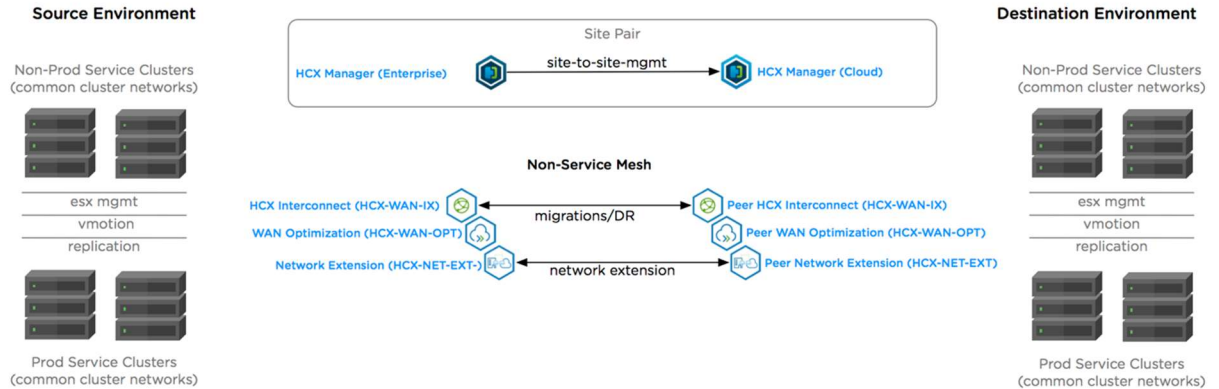 Source Environment
Destination Environment
Site Pair
HCX Manager (Enterprise)
site-to-site-mgmt
HCX Manager (Cloud)
Non-Prod Service Clusters
(common cluster networks)
esx mgmt
vmotion
replication
Prod Service Clusters
(common cluster networks)
Non-Service Mesh
HCX Interconnect (HCX-WAN-IX)
migrations/DR
Peer HCX Interconnect (HCX-WAN-IX)
WAN Optimization (HCX-WAN-OPT)
Peer WAN Optimization (HCX-WAN-OPT)
Network Extension (HCX-NET-EXT-)
network extension
Peer Network Extension (HCX-NET-EXT)
Non-Prod Service Clusters
(common cluster networks)
esx mgmt
vmotion
replication
Prod Service Clusters
(common cluster networks)